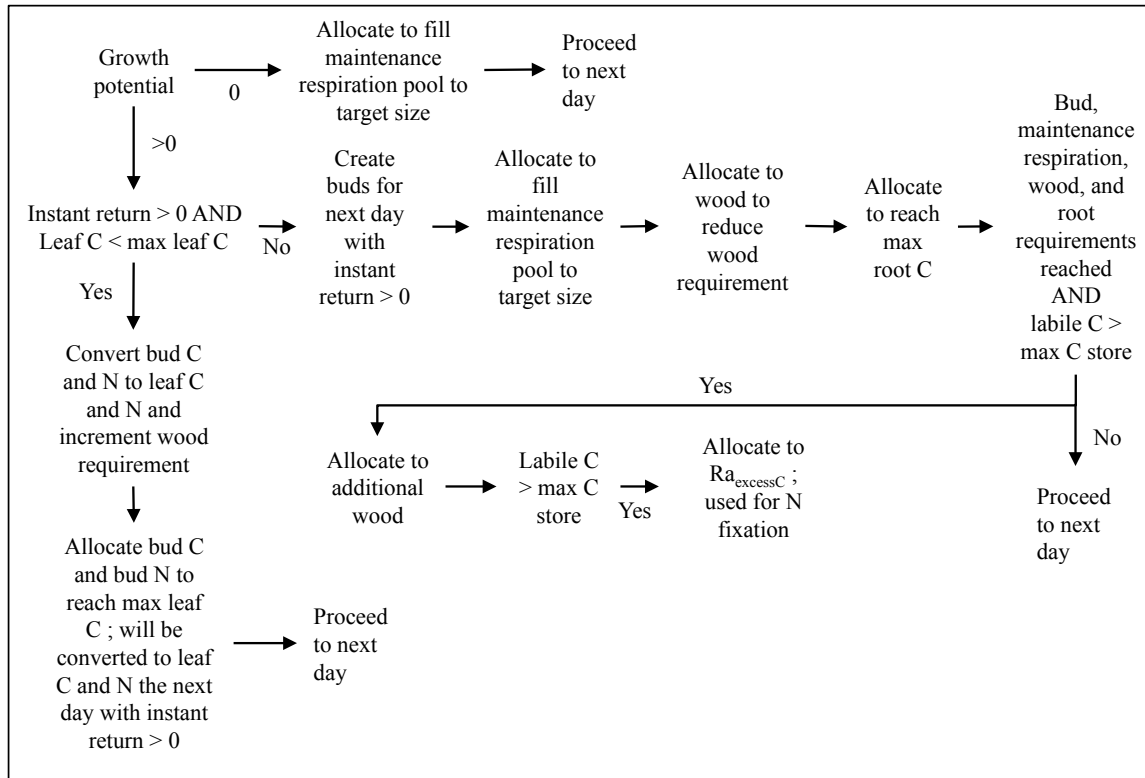 Growth
potential
0
>0
Allocate to fill
maintenance
respiration pool to
target size
Proceed
to next
day
Instant return > 0 AND
Leaf C < max leaf C
No
Yes
Create
buds for
next day
with
instant
return > 0
Allocate to
fill
maintenance
respiration
pool to
target size
Allocate to
wood to
reduce
wood
requirement
Allocate
to reach
max
root C
Bud,
maintenance
respiration,
wood, and
root
requirements
reached
AND
labile C >
max C store
Yes
No
Convert bud C
and N to leaf C
and N and
increment wood
requirement
Allocate to
additional
wood
Labile C
> max C
store
Yes
Allocate to
Ra_excessC ;
used for N
fixation
Proceed
to next
day
Allocate bud C
and bud N to
reach max leaf
C ; will be
converted to leaf
C and N the next
day with instant
return > 0
Proceed
to next
day